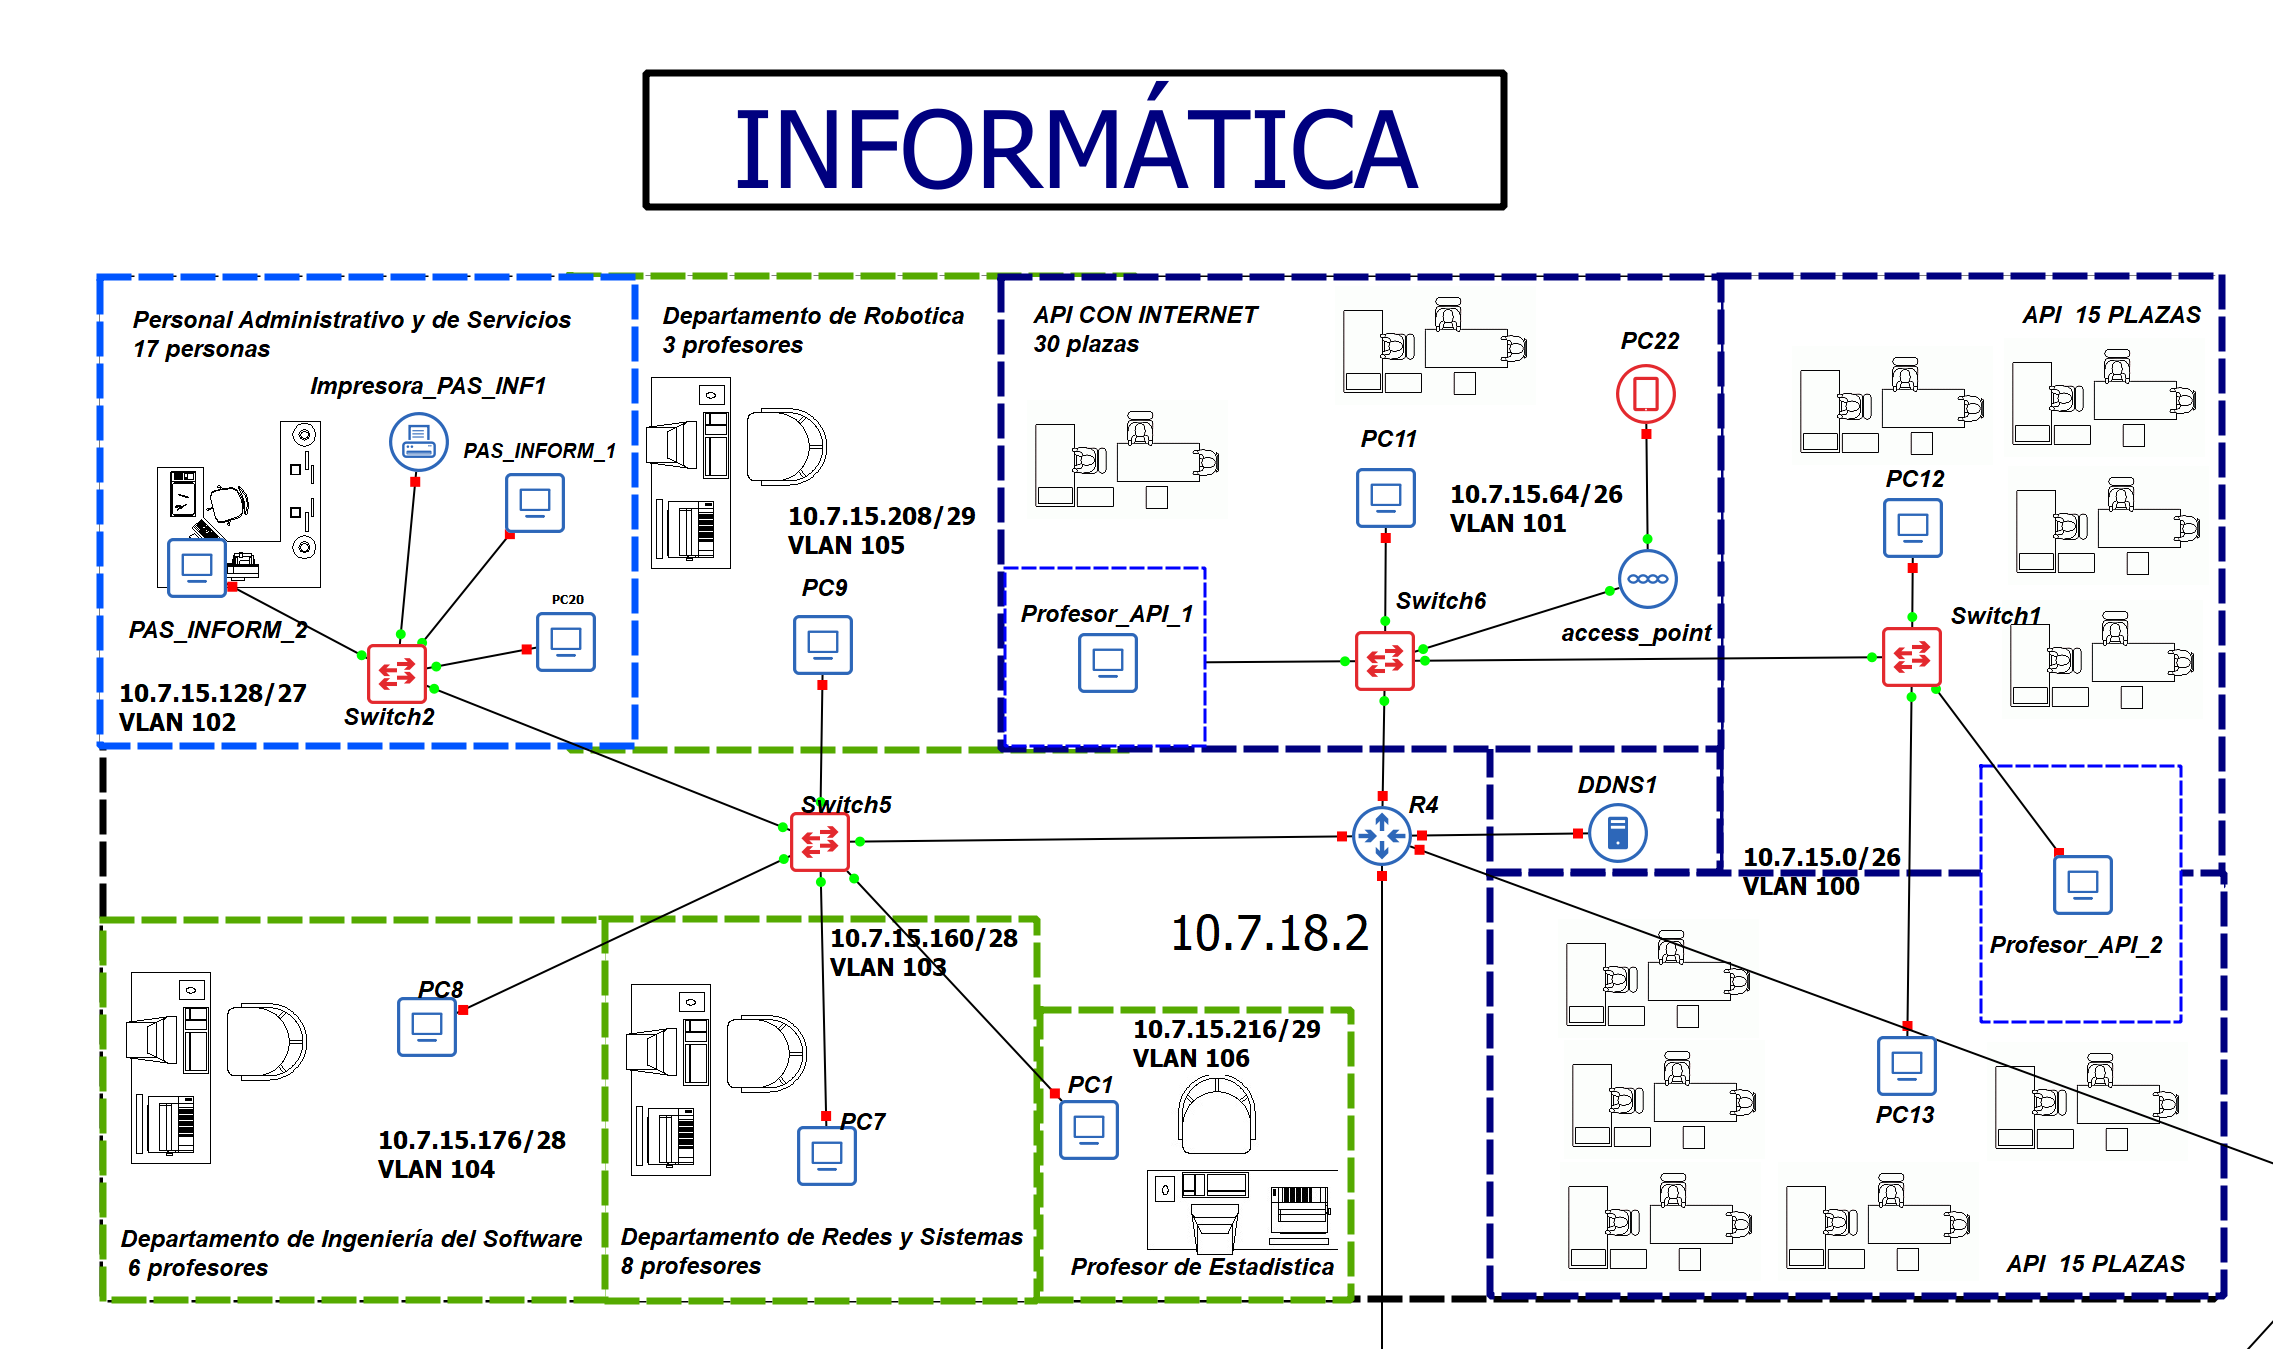 INFORMÁTICA
Personal Administrativo y de Servicios
17 personas
Impresora_PAS_INF1
PAS_INFORM_1
PAS_INFORM_2
PC20
10.7.15.128/27
VLAN 102
Switch2
Departamento de Robotica
3 profesores
10.7.15.208/29
VLAN 105
PC9
API CON INTERNET
30 plazas
PC22
PC11
10.7.15.64/26
VLAN 101
Profesor_API_1
Switch6
access_point
API 15 PLAZAS
PC12
Switch1
Switch5
R4
DDNS1
10.7.15.0/26
VLAN 100
Profesor_API_2
10.7.18.2
10.7.15.160/28
VLAN 103
PC8
10.7.15.176/28
VLAN 104
Departamento de Ingeniería del Software
6 profesores
PC7
Departamento de Redes y Sistemas
8 profesores
10.7.15.216/29
VLAN 106
PC1
Profesor de Estadistica
PC13
API 15 PLAZAS